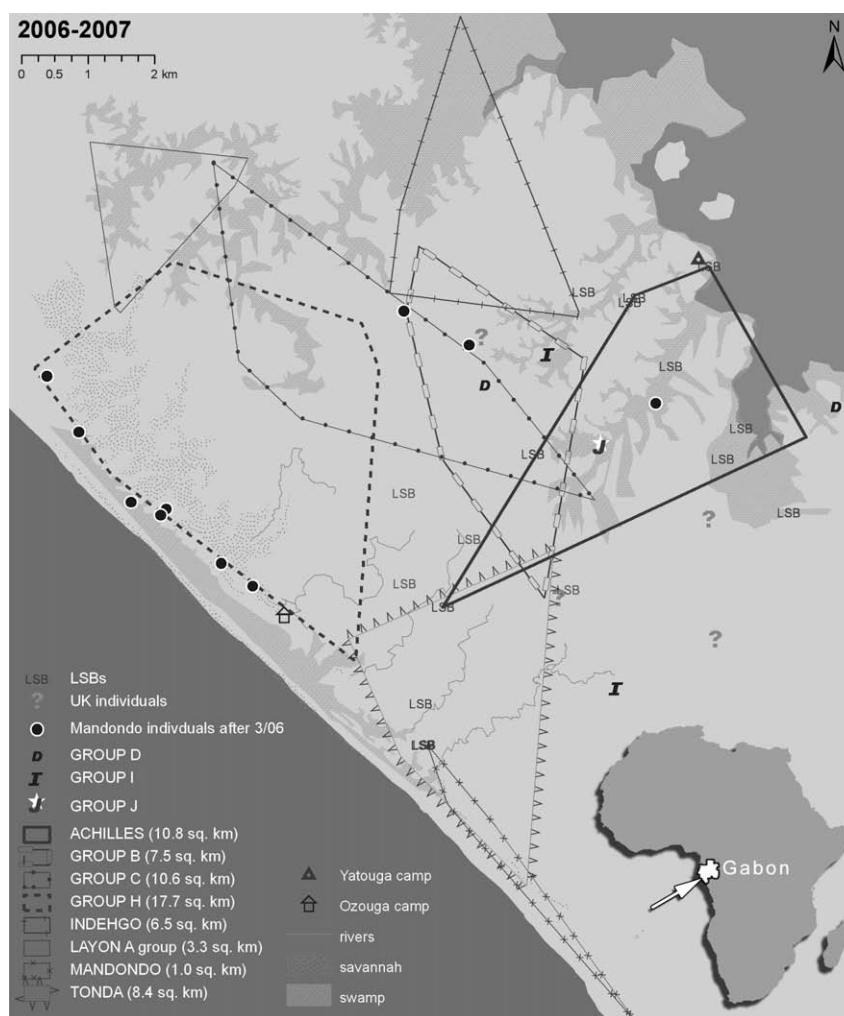 2006-2007
N
0 0.5 1 2 km
LSB
LSB
LSB
LSB
?
I
LSB
D
D
LSB
J
LSB
LSB
LSB
LSB
?
LSB
LSB
LSB
LSB
?
LSB
?
I
LSB
LSB
LSB LSBs
? UK individuals
Mandondo indivduals after 3/06
D GROUP D
I GROUP I
J GROUP J
ACHILLES (10.8 sq. km)
GROUP B (7.5 sq. km)
GROUP C (10.6 sq. km)
GROUP H (17.7 sq. km)
INDEHGO (6.5 sq. km)
LAYON A group (3.3 sq. km)
MANDONDO (1.0 sq. km)
TONDA (8.4 sq. km)
Yatouga camp
Ozouga camp
rivers
savannah
swamp
Gabon